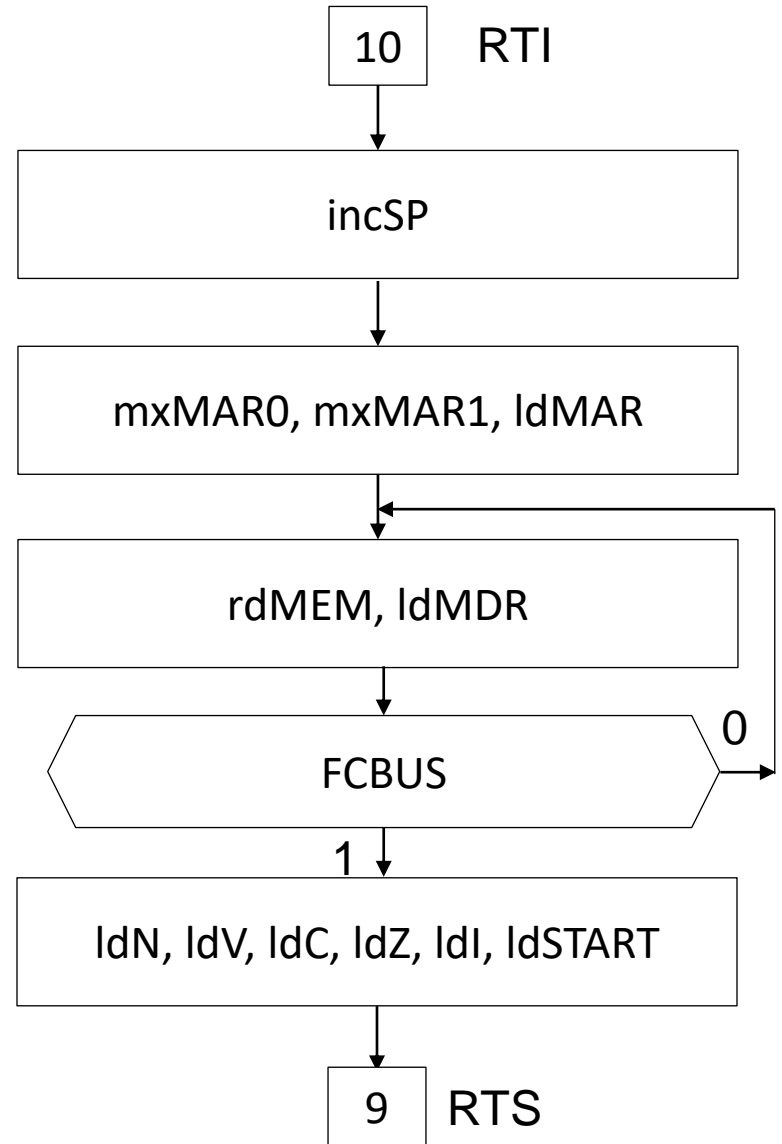 10 RTI
incSP
mxMAR0, mxMAR1, ldMAR
rdMEM, ldMDR
0
FCBUS
1
ldN, ldV, ldC, ldZ, ldI, ldSTART
9 RTS